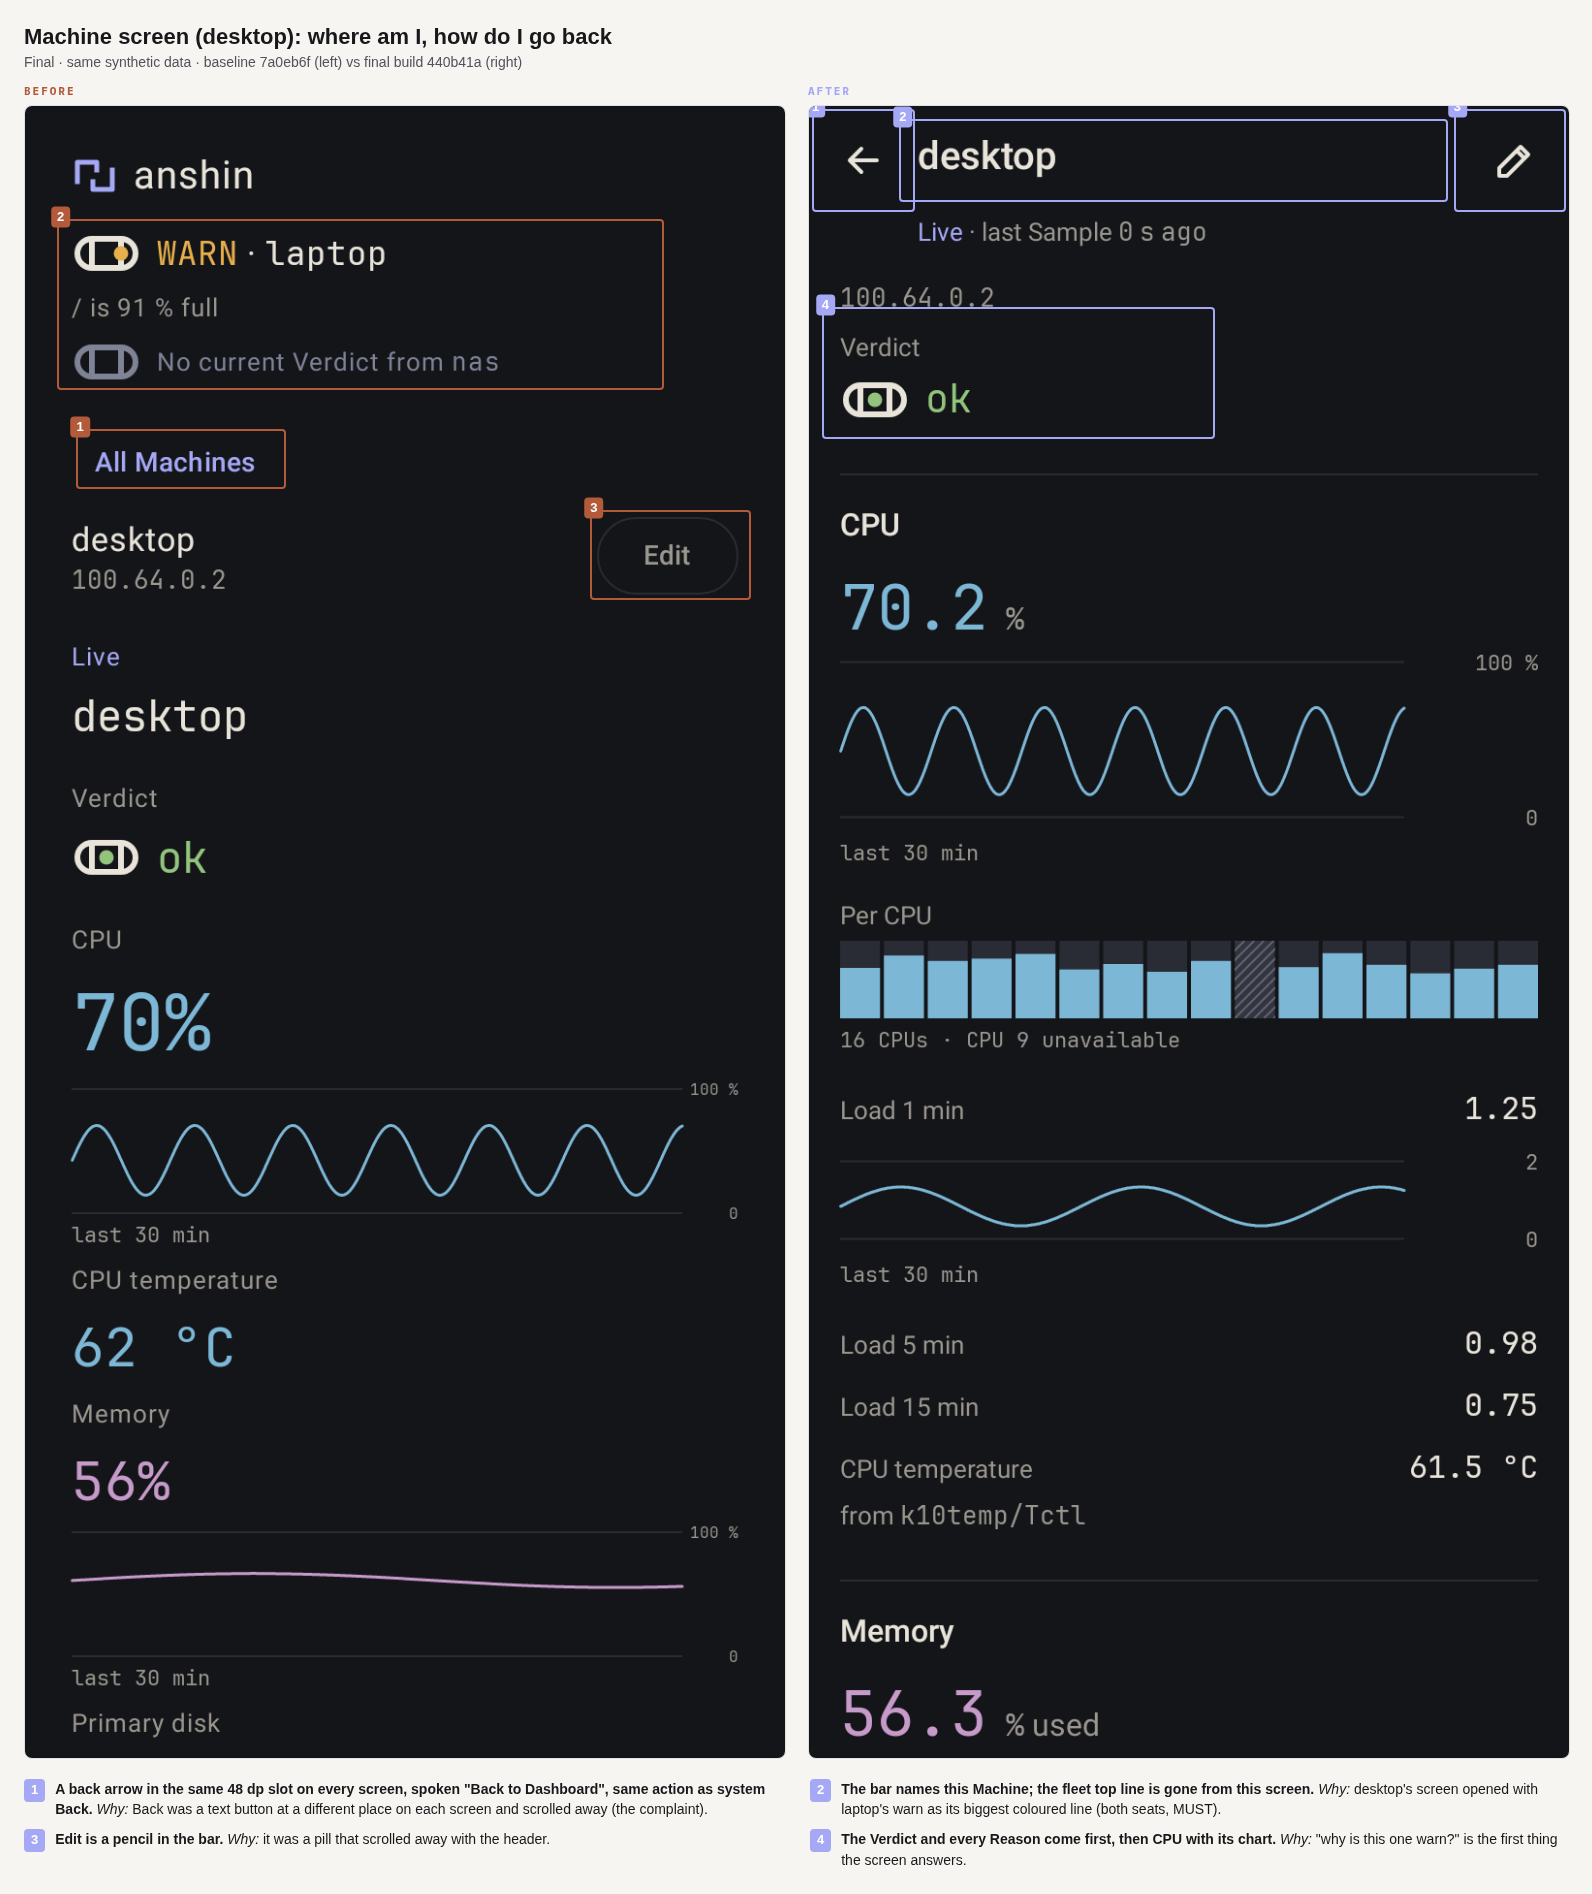 Machine screen (desktop): where am I, how do I go back
Final · same synthetic data · baseline 7a0eb6f (left) vs final build 440b41a (right)
BEFORE
anshin
2
WARN · laptop
/ is 91 % full
No current Verdict from nas
1
All Machines
3
desktop
Edit
100.64.0.2
Live
desktop
Verdict
ok
CPU
70%
100 %
0
last 30 min
CPU temperature
62 °C
Memory
56%
100 %
0
last 30 min
Primary disk
AFTER
1
2
3
desktop
Live · last Sample 0 s ago
100.64.0.2
4
Verdict
ok
CPU
70.2 %
100 %
0
last 30 min
Per CPU
16 CPUs · CPU 9 unavailable
Load 1 min 1.25
2
0
last 30 min
Load 5 min 0.98
Load 15 min 0.75
CPU temperature 61.5 °C
from k10temp/Tctl
Memory
56.3 % used
1 A back arrow in the same 48 dp slot on every screen, spoken "Back to Dashboard", same action as system
Back. Why: Back was a text button at a different place on each screen and scrolled away (the complaint).
2 The bar names this Machine; the fleet top line is gone from this screen. Why: desktop's screen opened with
laptop's warn as its biggest coloured line (both seats, MUST).
3 Edit is a pencil in the bar. Why: it was a pill that scrolled away with the header.
4 The Verdict and every Reason come first, then CPU with its chart. Why: "why is this one warn?" is the first thing
the screen answers.